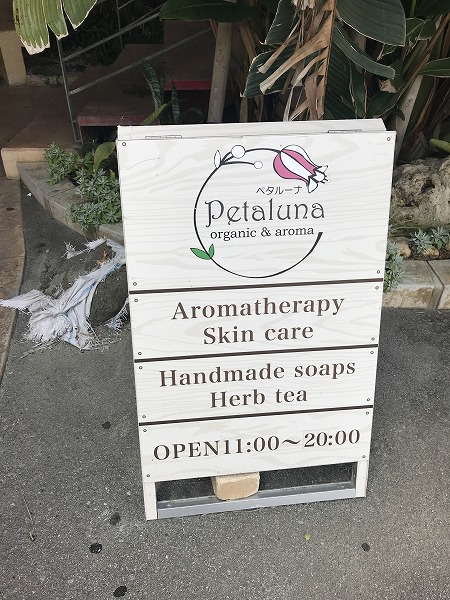 ペタルーナ
Petaluna
organic & aroma
Aromatherapy
Skin care
Handmade soaps
Herb tea
OPEN11:00～20:00